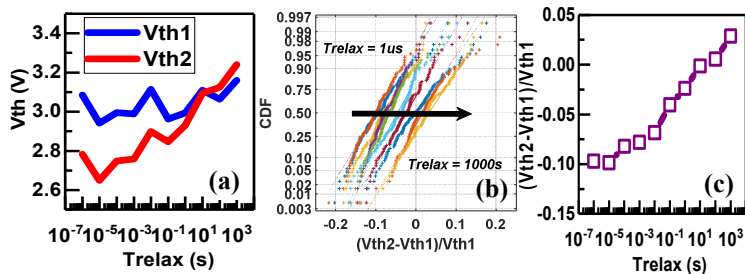 Vth1
Vth2
Vth (V)
3.4
3.2
3.0
2.8
2.6
(a)
10⁻⁷ 10⁻⁵ 10⁻³ 10⁻¹ 10¹ 10³
Trelax (s)
CDF
0.997
0.99
0.98
0.95
0.90
0.75
0.50
0.25
0.10
0.05
0.02
0.01
0.003
Trelax = 1us
Trelax = 1000s
(b)
-0.2 -0.1 0 0.1 0.2
(Vth2-Vth1)/Vth1
(Vth2-Vth1)/Vth1
0.05
0.00
-0.05
-0.10
-0.15
(c)
10⁻⁷ 10⁻⁵ 10⁻³ 10⁻¹ 10¹ 10³
Trelax (s)